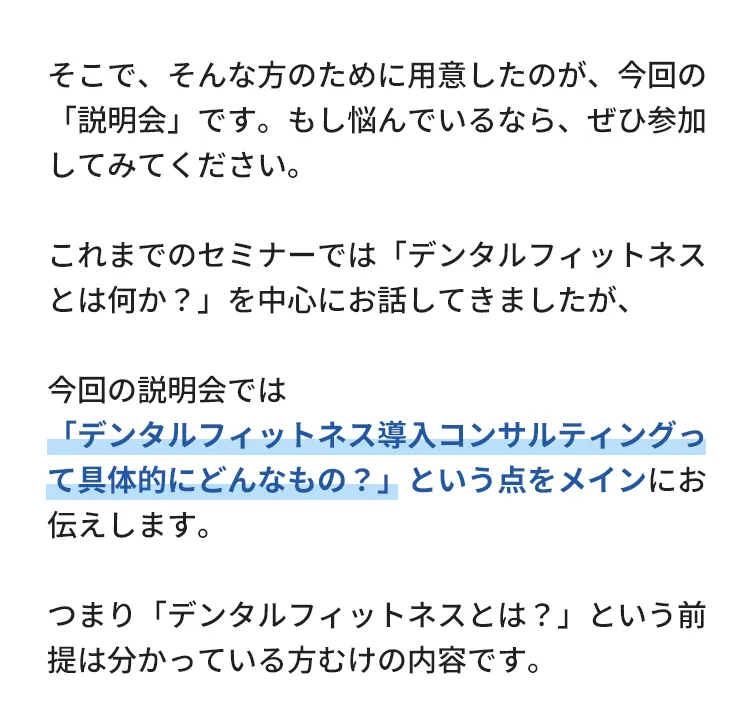 そこで、そんな方のために用意したのが、今回の
「説明会」です。もし悩んでいるなら、ぜひ参加
してみてください。
これまでのセミナーでは「デンタルフィットネス
とは何か？」を中心にお話してきましたが、
今回の説明会では
「デンタルフィットネス導入コンサルティングっ
て具体的にどんなもの？」という点をメインにお
伝えします。
つまり「デンタルフィットネスとは？」という前
提は分かっている方むけの内容です。